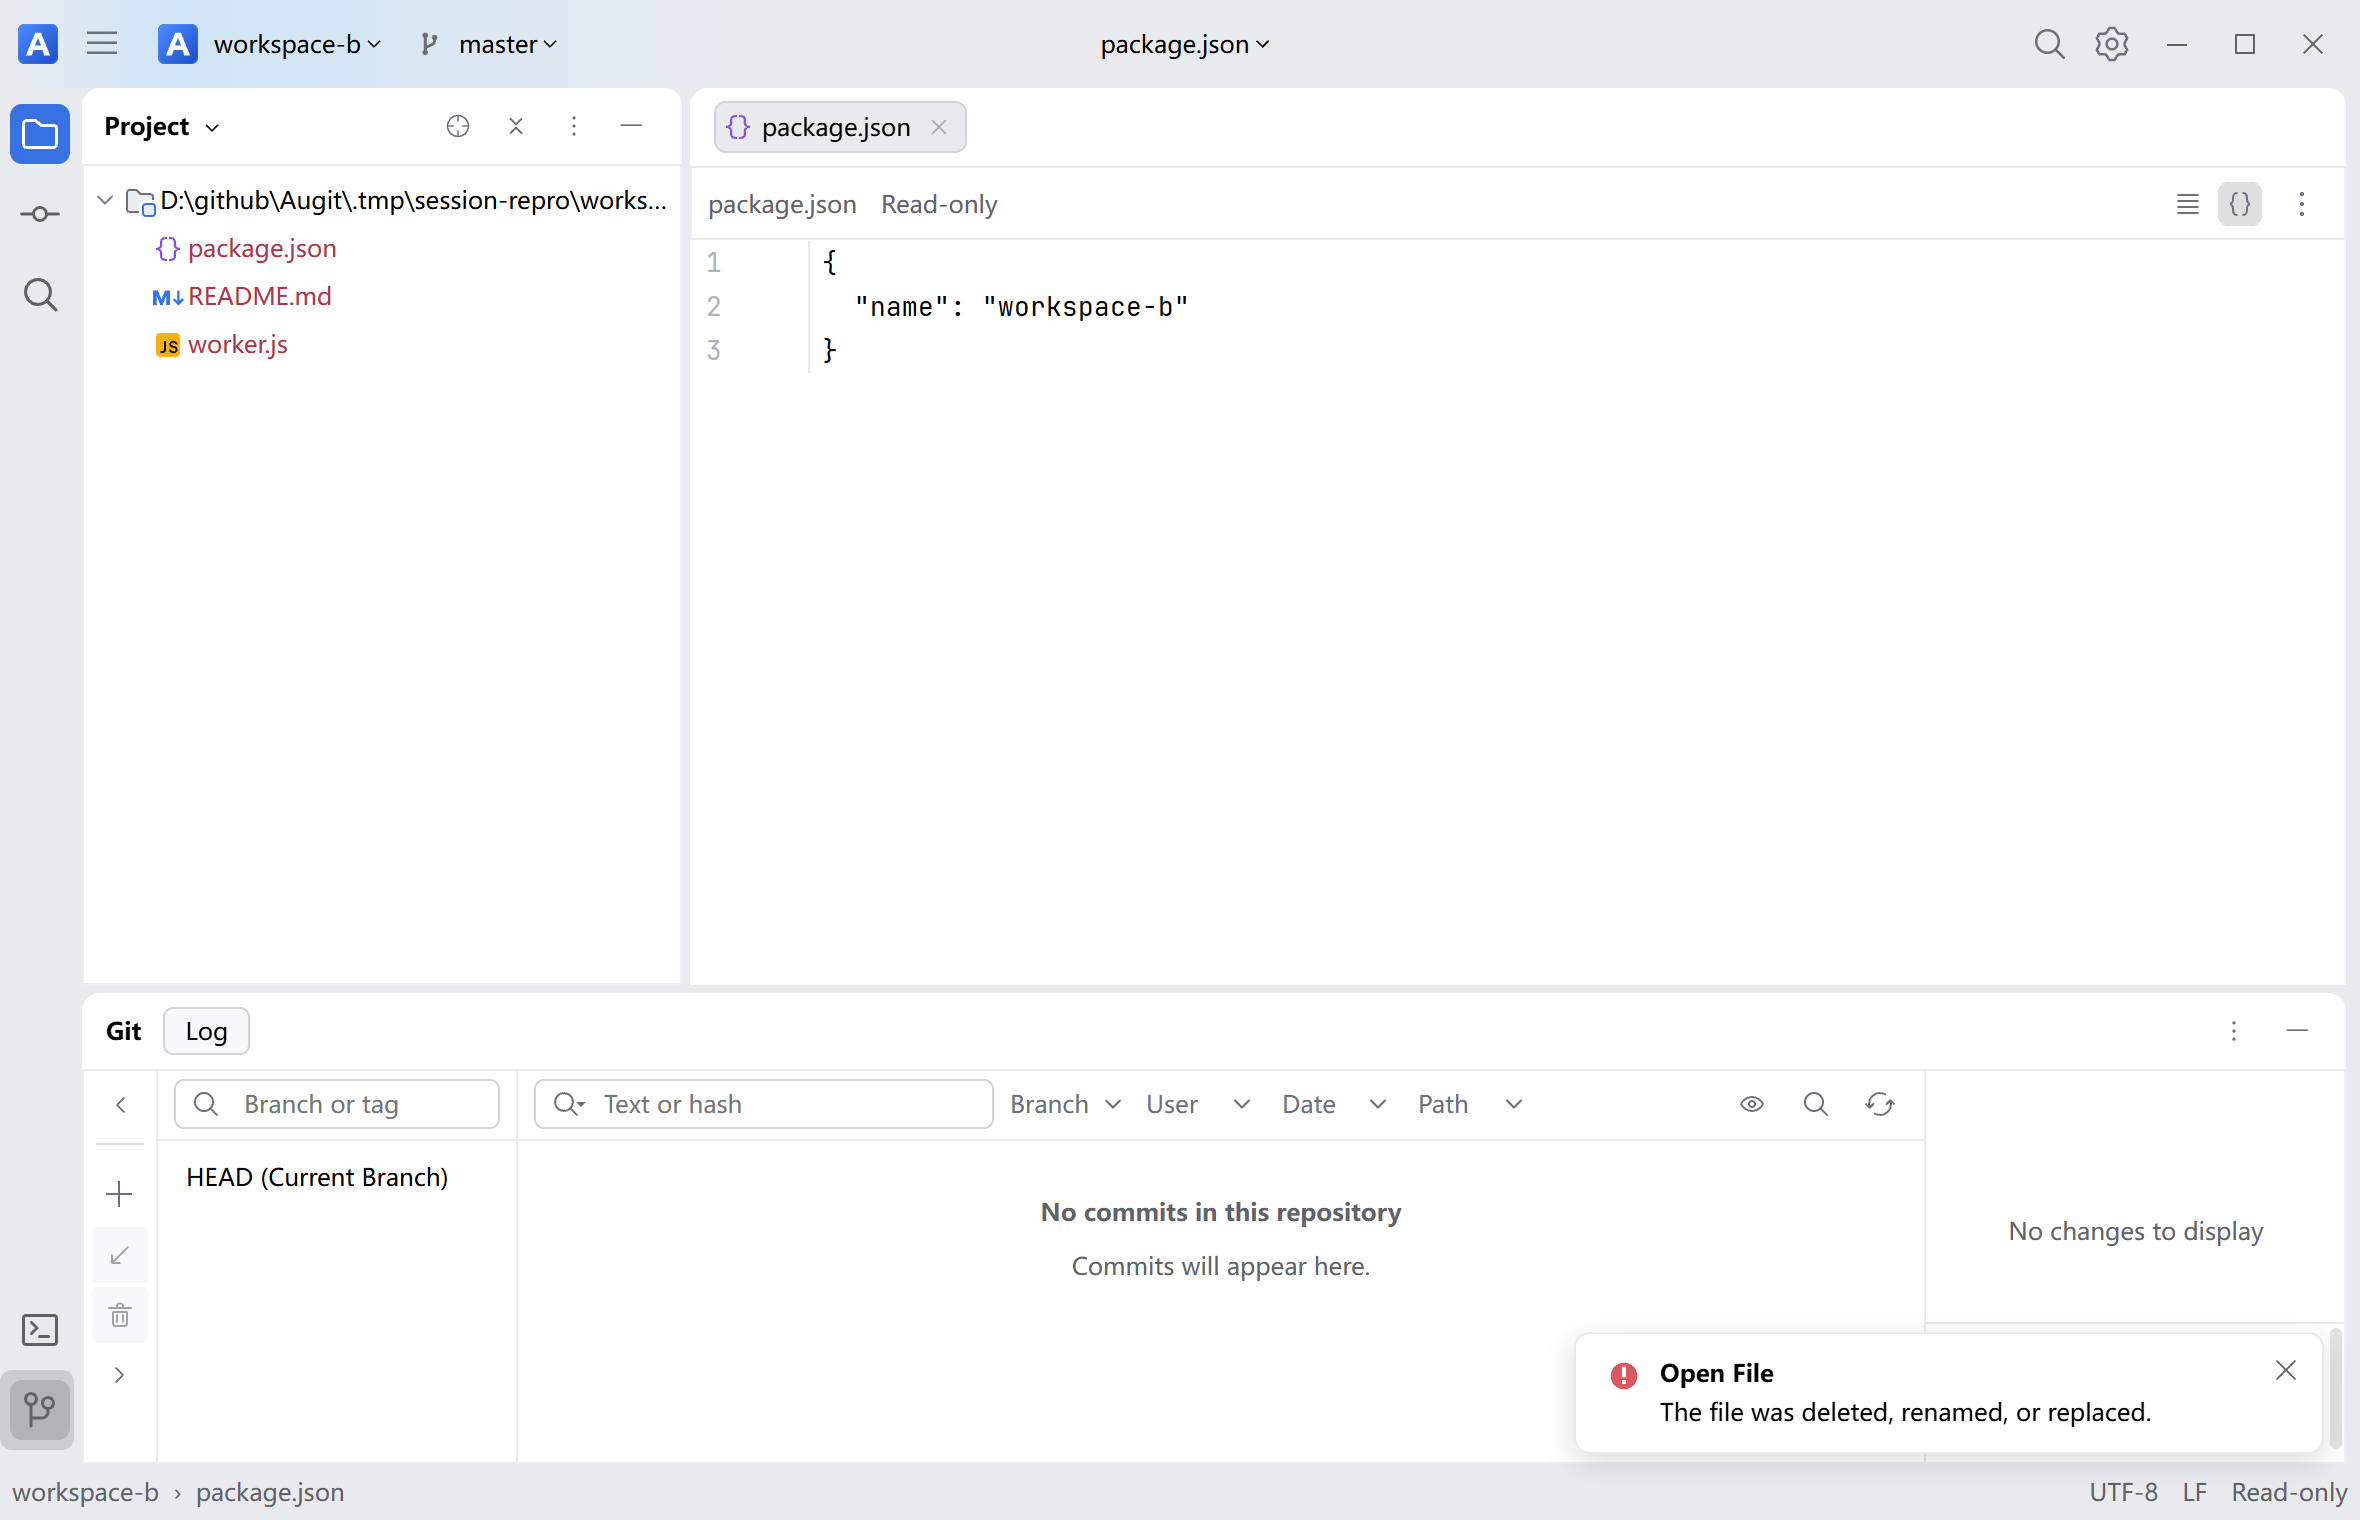 A
A workspace-b master
package.json
Project
D:\github\Augit\.tmp\session-repro\works...
{} package.json
M↓ README.md
JS worker.js
{} package.json
package.json Read-only
{}
1 {
2 "name": "workspace-b"
3 }
Git Log
Branch or tag
Text or hash
Branch User Date Path
HEAD (Current Branch)
No commits in this repository
Commits will appear here.
No changes to display
Open File
The file was deleted, renamed, or replaced.
workspace-b › package.json
UTF-8 LF Read-only